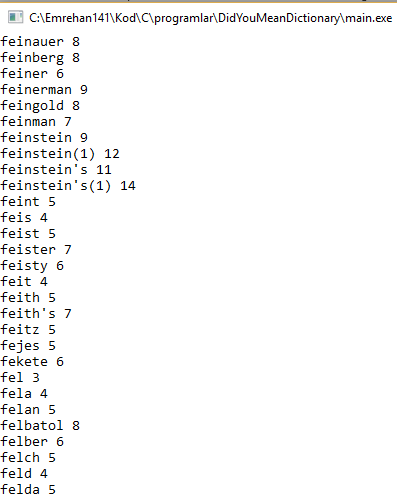 C:\Emrehan141\Kod\C\programlar\DidYouMeanDictionary\main.exe
feinauer 8
feinberg 8
feiner 6
feinerman 9
feingold 8
feinman 7
feinstein 9
feinstein(1) 12
feinstein's 11
feinstein's(1) 14
feint 5
feis 4
feist 5
feister 7
feisty 6
feit 4
feith 5
feith's 7
feitz 5
fejes 5
fekete 6
fel 3
fela 4
felan 5
felbatol 8
felber 6
felch 5
feld 4
felda 5